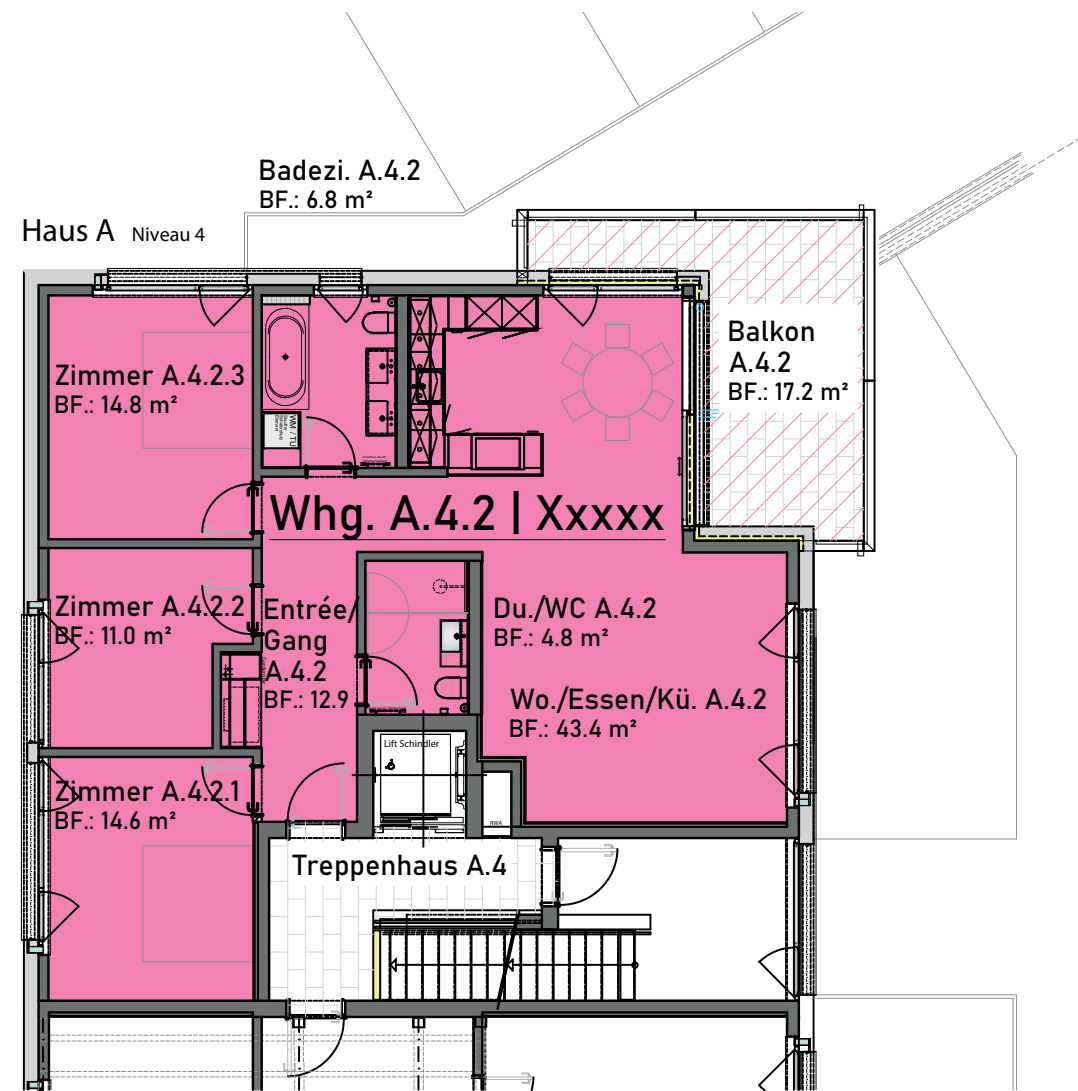 Badezi. A.4.2
BF.: 6.8 m²
Haus A Niveau 4
Balkon
A.4.2
BF.: 17.2 m²
Zimmer A.4.2.3
BF.: 14.8 m²
WM / TU
Whg. A.4.2 | Xxxxx
Zimmer A.4.2.2
BF.: 11.0 m²
Entrée/
Gang
A.4.2
BF.: 12.9
Du./WC A.4.2
BF.: 4.8 m²
Wo./Essen/Kü. A.4.2
BF.: 43.4 m²
Lift Schindler
Zimmer A.4.2.1
BF.: 14.6 m²
RWA
Treppenhaus A.4